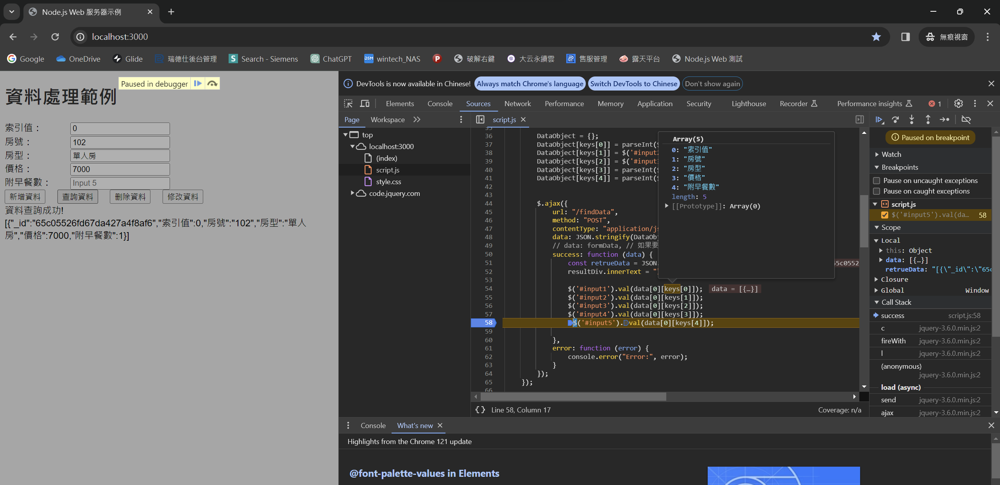 Node.js Web 服务器示例
localhost:3000
無痕視窗
Google
OneDrive
Glide
瑞德仕後台管理
Search - Siemens
ChatGPT
wintech_NAS
破解右鍵
大云永續雲
售服管理
露天平台
Node.js Web 測試
Paused in debugger
資料處理範例
索引值：
0
房號：
102
房型：
單人房
價格：
7000
附早餐數：
Input 5
新增資料
查詢資料
刪除資料
修改資料
資料查詢成功!
[{"_id":"65c05526fd67da427a4f8af6","索引值":0,"房號":"102","房型":"單人
房","價格":7000,"附早餐數":1}]
DevTools is now available in Chinese!
Always match Chrome's language
Switch DevTools to Chinese
Don't show again
Elements
Console
Sources
Network
Performance
Memory
Application
Security
Lighthouse
Recorder
Performance insights
1
Page
Workspace
script.js
top
localhost:3000
(index)
script.js
style.css
code.jquery.com
35
36 DataObject = {};
37 DataObject[keys[0]] = parseInt($
38 DataObject[keys[1]] = $('#input2
39 DataObject[keys[2]] = $('#input3
40 DataObject[keys[3]] = parseInt($
41 DataObject[keys[4]] = parseInt($
42
43
44 $.ajax({
45 url: "/findData",
46 method: "POST",
47 contentType: "application/js
48 data: JSON.stringify(DataObj
49 // data: formData, // 如果要
50 success: function (data) {
51 const retrueData = JSON. 65c0552
52 resultDiv.innerText = "
53
54 $('#input1').val(data[0][keys[0]]); data = [{…}]
55 $('#input2').val(data[0][keys[1]]);
56 $('#input3').val(data[0][keys[2]]);
57 $('#input4').val(data[0][keys[3]]);
58 $('#input5').val(data[0][keys[4]]);
59
60 },
61 error: function (error) {
62 console.error("Error:", error);
63 }
64 });
65 });
66
Array(5)
0: "索引值"
1: "房號"
2: "房型"
3: "價格"
4: "附早餐數"
length: 5
[[Prototype]]: Array(0)
{} Line 58, Column 17
Coverage: n/a
Paused on breakpoint
Watch
Breakpoints
Pause on uncaught exceptions
Pause on caught exceptions
script.js
$('#input5').val(da… 58
Scope
Local
this: Object
data: [{…}]
retrueData: "[{\"_id\":\"65c
Closure
Global Window
Call Stack
success script.js:58
c jquery-3.6.0.min.js:2
fireWith jquery-3.6.0.min.js:2
l jquery-3.6.0.min.js:2
(anonymous)
jquery-3.6.0.min.js:2
load (async)
send jquery-3.6.0.min.js:2
ajax jquery-3.6.0.min.js:2
Console
What's new
Highlights from the Chrome 121 update
@font-palette-values in Elements